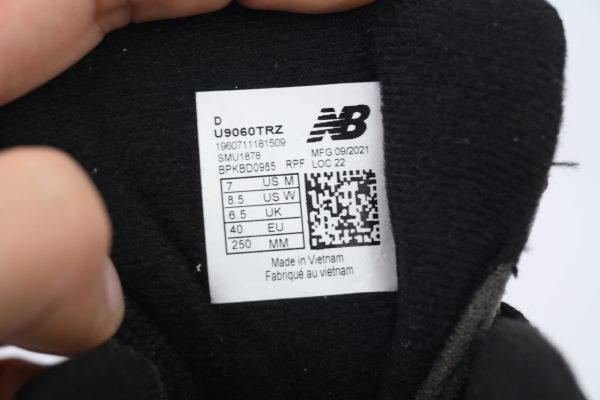 D
U9060TRZ
1960711181509
SMU1878
BPKBD0985 RPF
NB
MFG 09/2021
LOC 22
7 US M
8.5 US W
6.5 UK
40 EU
250 MM
Made in Vietnam
Fabriqué au vietnam